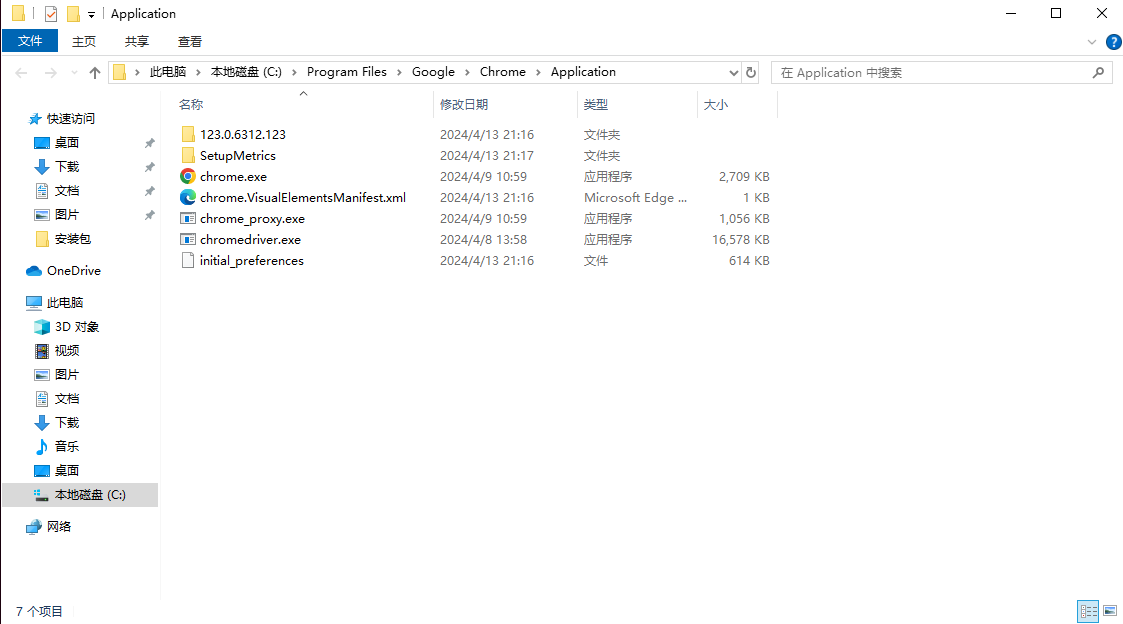 Application
文件 主页 共享 查看
此电脑 本地磁盘 (C:) Program Files Google Chrome Application
在 Application 中搜索
快速访问
桌面
下载
文档
图片
安装包
OneDrive
此电脑
3D 对象
视频
图片
文档
下载
音乐
桌面
本地磁盘 (C:)
网络
名称 修改日期 类型 大小
123.0.6312.123 2024/4/13 21:16 文件夹
SetupMetrics 2024/4/13 21:17 文件夹
chrome.exe 2024/4/9 10:59 应用程序 2,709 KB
chrome.VisualElementsManifest.xml 2024/4/13 21:16 Microsoft Edge ... 1 KB
chrome_proxy.exe 2024/4/9 10:59 应用程序 1,056 KB
chromedriver.exe 2024/4/8 13:58 应用程序 16,578 KB
initial_preferences 2024/4/13 21:16 文件 614 KB
7 个项目